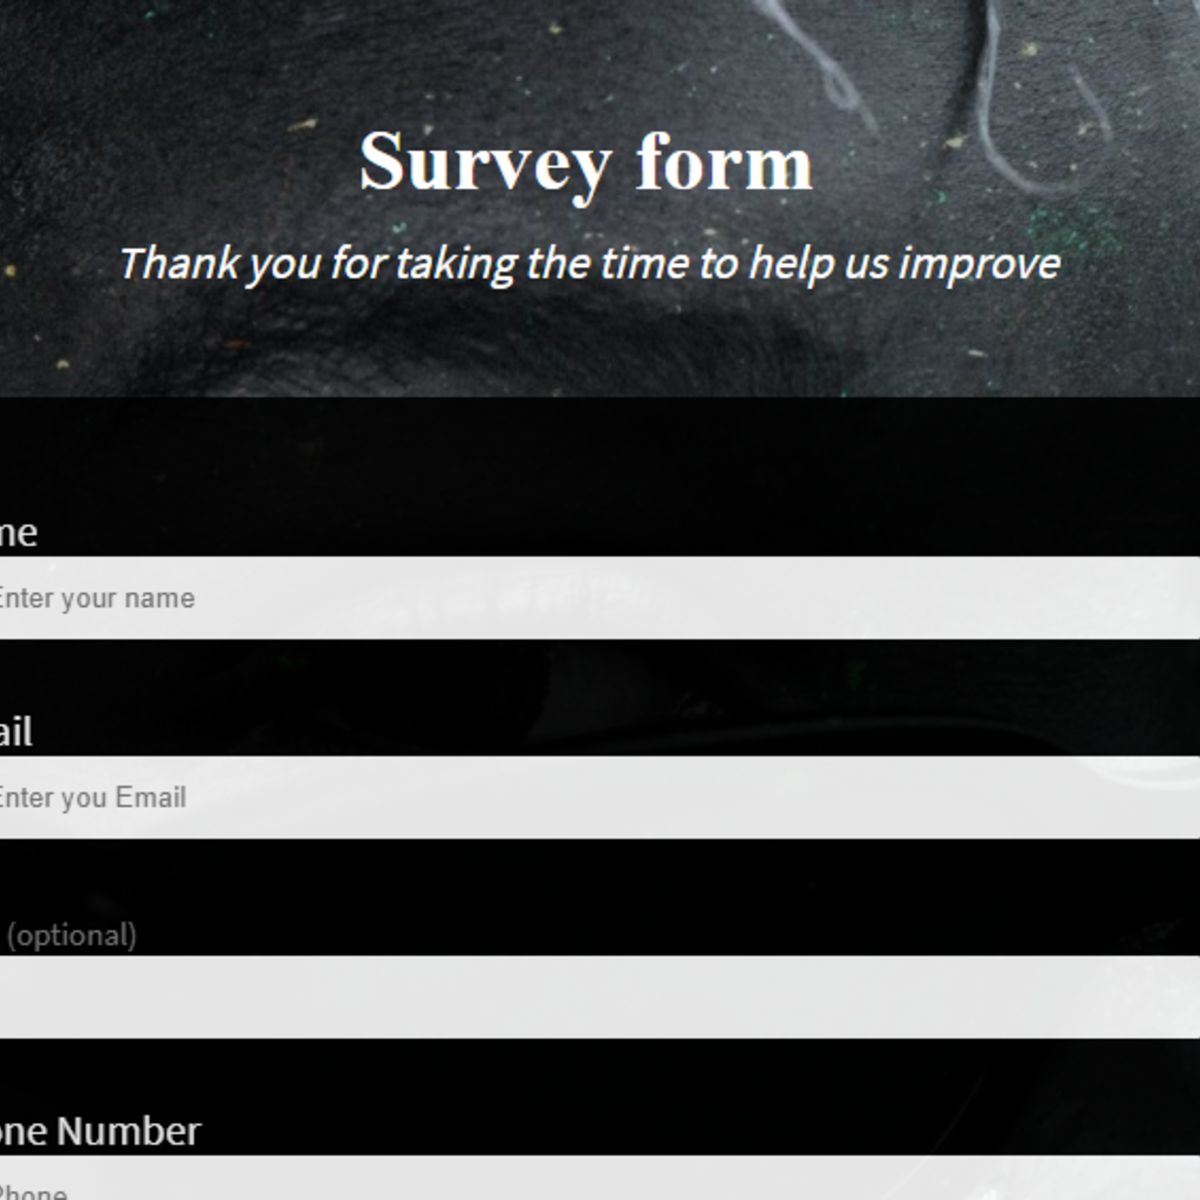 Survey form
Thank you for taking the time to help us improve
me
Enter your name
ail
Enter you Email
(optional)
one Number
Phone